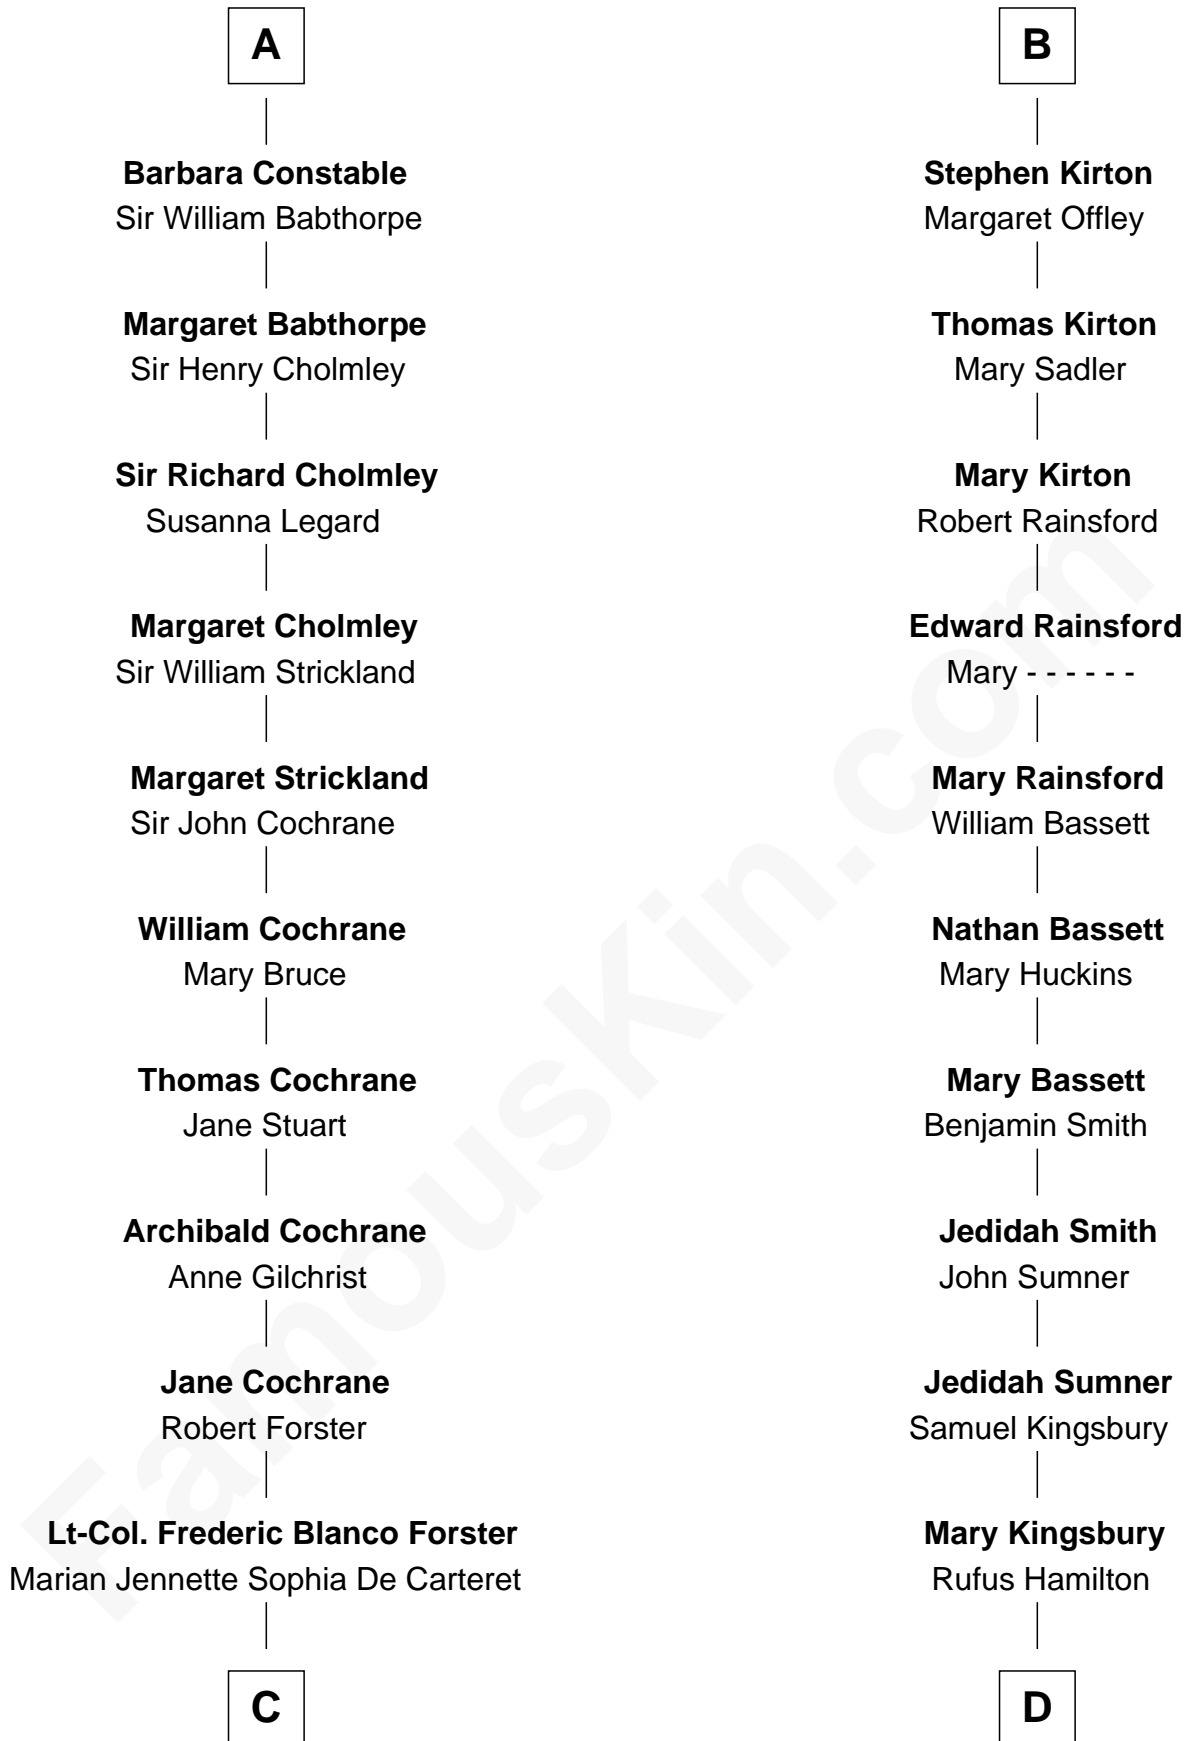 A
Barbara Constable
Sir William Babthorpe
Margaret Babthorpe
Sir Henry Cholmley
Sir Richard Cholmley
Susanna Legard
Margaret Cholmley
Sir William Strickland
Margaret Strickland
Sir John Cochrane
William Cochrane
Mary Bruce
Thomas Cochrane
Jane Stuart
Archibald Cochrane
Anne Gilchrist
Jane Cochrane
Robert Forster
Lt-Col. Frederic Blanco Forster
Marian Jennette Sophia De Carteret
C
B
Stephen Kirton
Margaret Offley
Thomas Kirton
Mary Sadler
Mary Kirton
Robert Rainsford
Edward Rainsford
Mary - - - - - -
Mary Rainsford
William Bassett
Nathan Bassett
Mary Huckins
Mary Bassett
Benjamin Smith
Jedidah Smith
John Sumner
Jedidah Sumner
Samuel Kingsbury
Mary Kingsbury
Rufus Hamilton
D
FamousKin.com